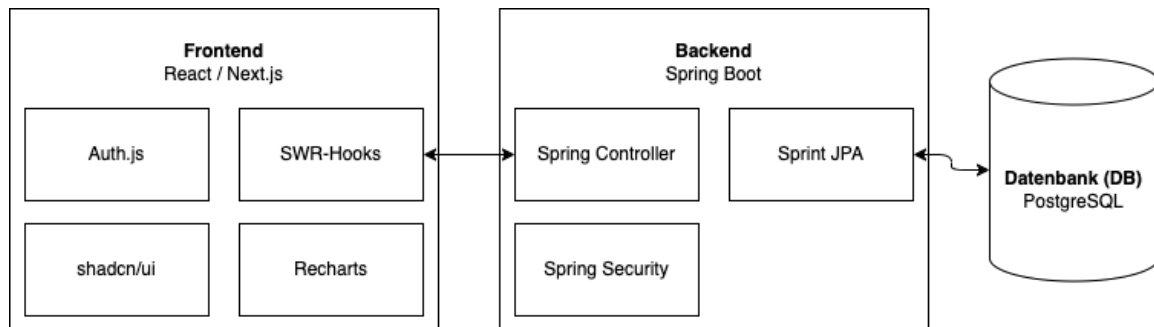 Frontend
React / Next.js
Auth.js
SWR-Hooks
shadcn/ui
Recharts
Backend
Spring Boot
Spring Controller
Sprint JPA
Spring Security
Datenbank (DB)
PostgreSQL